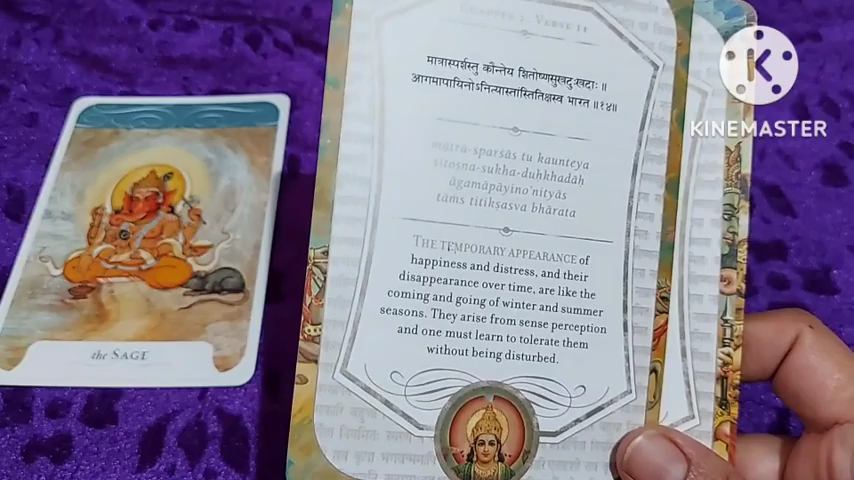 मात्रास्पर्शास्तु कौन्तेय शितोष्णसुखदुःखदाः॥
आगमापायिनोऽनित्यास्तांस्तितिक्षस्व भारत॥१४॥
mātrā-sparśās tu kaunteya
śitoṣṇa-sukha-duḥkhadāḥ
āgamāpāyino'nityās
tāṁs titikṣasva bhārata
THE TEMPORARY APPEARANCE of
happiness and distress, and their
disappearance over time, are like the
coming and going of winter and summer
seasons. They arise from sense perception
and one must learn to tolerate them
without being disturbed.
the SAGE
K
KINEMASTER